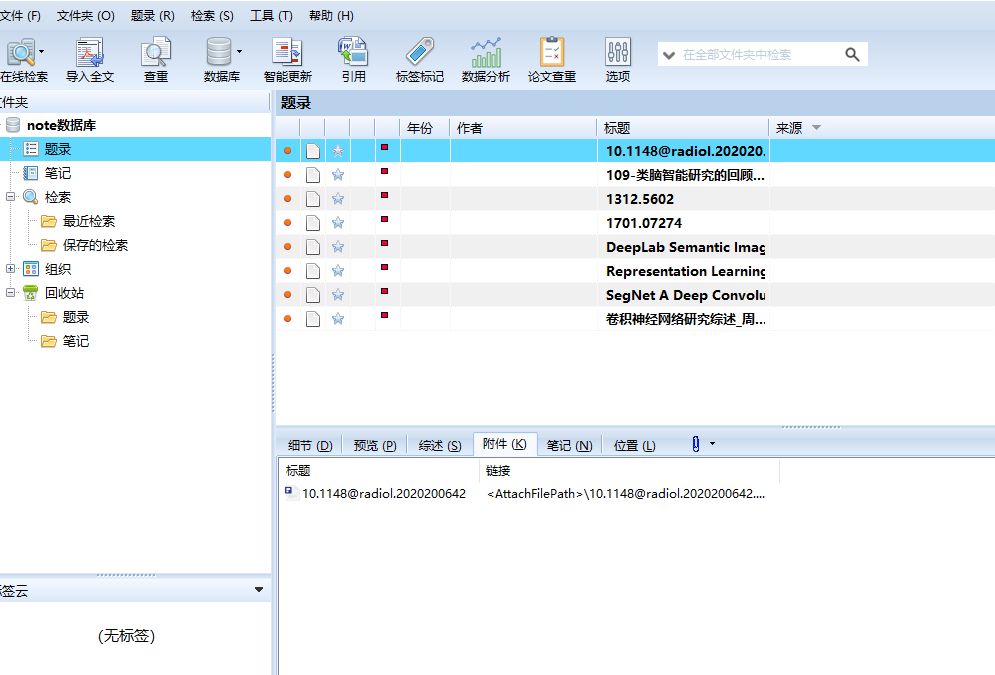 文件 (F) 文件夹 (O) 题录 (R) 检索 (S) 工具 (T) 帮助 (H)
在线检索 导入全文 查重 数据库 智能更新 引用 标签标记 数据分析 论文查重 选项 在全部文件夹中检索
件夹
note数据库
题录
笔记
检索
最近检索
保存的检索
组织
回收站
题录
笔记
签云
(无标签)
题录
年份 作者 标题 来源
10.1148@radiol.202020.
109-类脑智能研究的回顾...
1312.5602
1701.07274
DeepLab Semantic Imag
Representation Learning
SegNet A Deep Convolu
卷积神经网络研究综述_周...
细节 (D) 预览 (P) 综述 (S) 附件 (K) 笔记 (N) 位置 (L)
标题 链接
10.1148@radiol.2020200642 <AttachFilePath>\10.1148@radiol.2020200642....